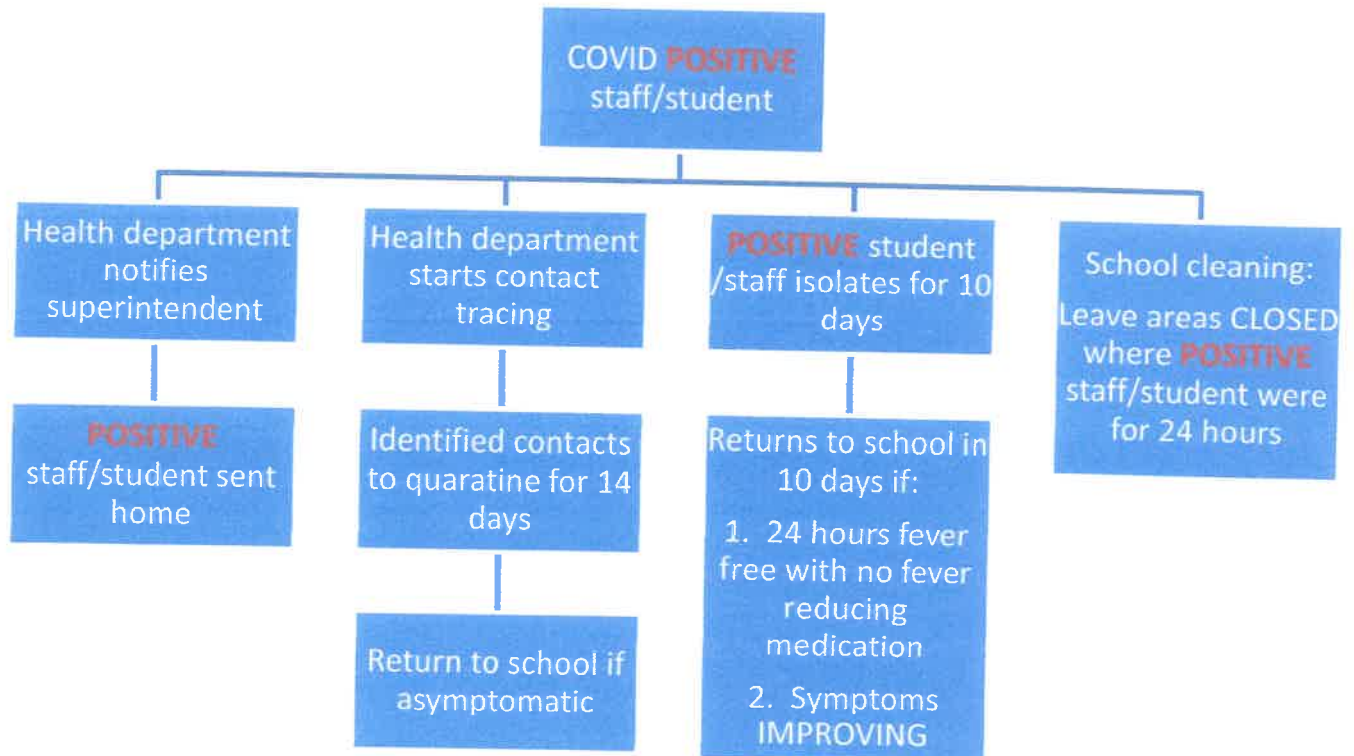 COVID POSITIVE
staff/student
Health department
notifies
superintendent
POSITIVE
staff/student sent
home
Health department
starts contact
tracing
Identified contacts
to quaratine for 14
days
Return to school if
asymptomatic
POSITIVE student
/staff isolates for 10
days
Returns to school in
10 days if:
1. 24 hours fever
free with no fever
reducing
medication
2. Symptoms
IMPROVING
School cleaning:
Leave areas CLOSED
where POSITIVE
staff/student were
for 24 hours